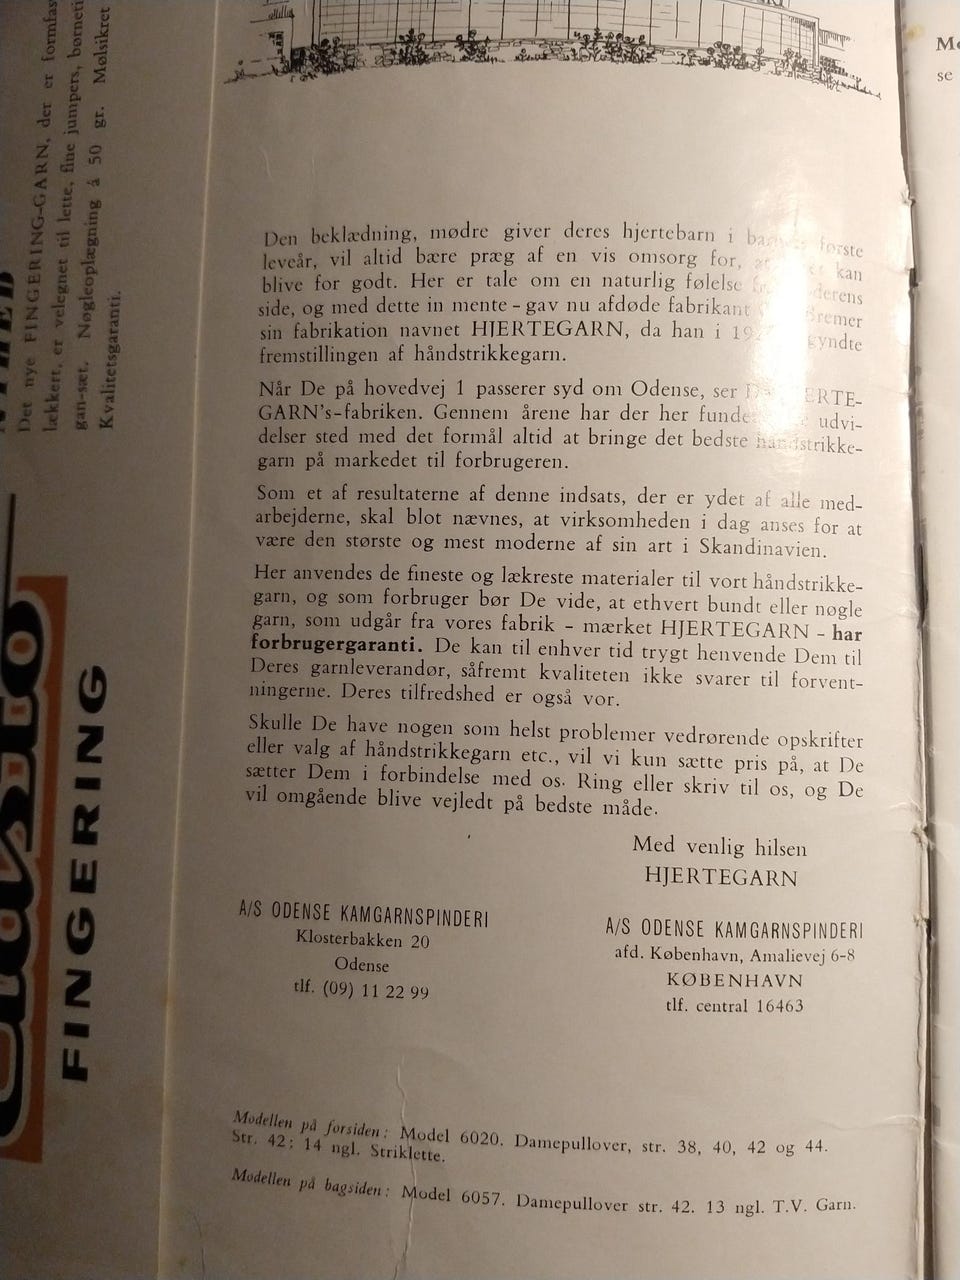 Den beklædning, mødre giver deres hjertebarn i første
leveår, vil altid bære præg af en vis omsorg for, kan
blive for godt. Her er tale om en naturlig følelse
side, og med dette in mente – gav nu afdøde fabrikant Bremer
sin fabrikation navnet HJERTEGARN, da han i
fremstillingen af håndstrikkegarn.
Når De på hovedvej 1 passerer syd om Odense, ser HJERTE-
GARN's-fabriken. Gennem årene har der her udvi-
delser sted med det formål altid at bringe det bedste håndstrikke-
garn på markedet til forbrugeren.
Som et af resultaterne af denne indsats, der er ydet af alle med-
arbejderne, skal blot nævnes, at virksomheden i dag anses for at
være den største og mest moderne af sin art i Skandinavien.
Her anvendes de fineste og lækreste materialer til vort håndstrikke-
garn, og som forbruger bør De vide, at ethvert bundt eller nøgle
garn, som udgår fra vores fabrik – mærket HJERTEGARN – har
forbrugergaranti. De kan til enhver tid trygt henvende Dem til
Deres garnleverandør, såfremt kvaliteten ikke svarer til forvent-
ningerne. Deres tilfredshed er også vor.
Skulle De have nogen som helst problemer vedrørende opskrifter
eller valg af håndstrikkegarn etc., vil vi kun sætte pris på, at De
sætter Dem i forbindelse med os. Ring eller skriv til os, og De
vil omgående blive vejledt på bedste måde.
Med venlig hilsen
HJERTEGARN
A/S ODENSE KAMGARNSPINDERI
Klosterbakken 20
Odense
tlf. (09) 11 22 99
A/S ODENSE KAMGARNSPINDERI
afd. København, Amalievej 6-8
KØBENHAVN
tlf. central 16463
Modellen på forsiden: Model 6020. Damepullover, str. 38, 40, 42 og 44.
Str. 42: 14 ngl. Striklette.
Modellen på bagsiden: Model 6057. Damepullover str. 42. 13 ngl. T.V. Garn.
Det nye FINGERING-GARN, der er
lækkert, er velegnet til lette, fine jumpers,
gan-sæt. Nøgleoplægning á 50 gr. Mølsikret
Kvalitetsgaranti.
FINGERING
se